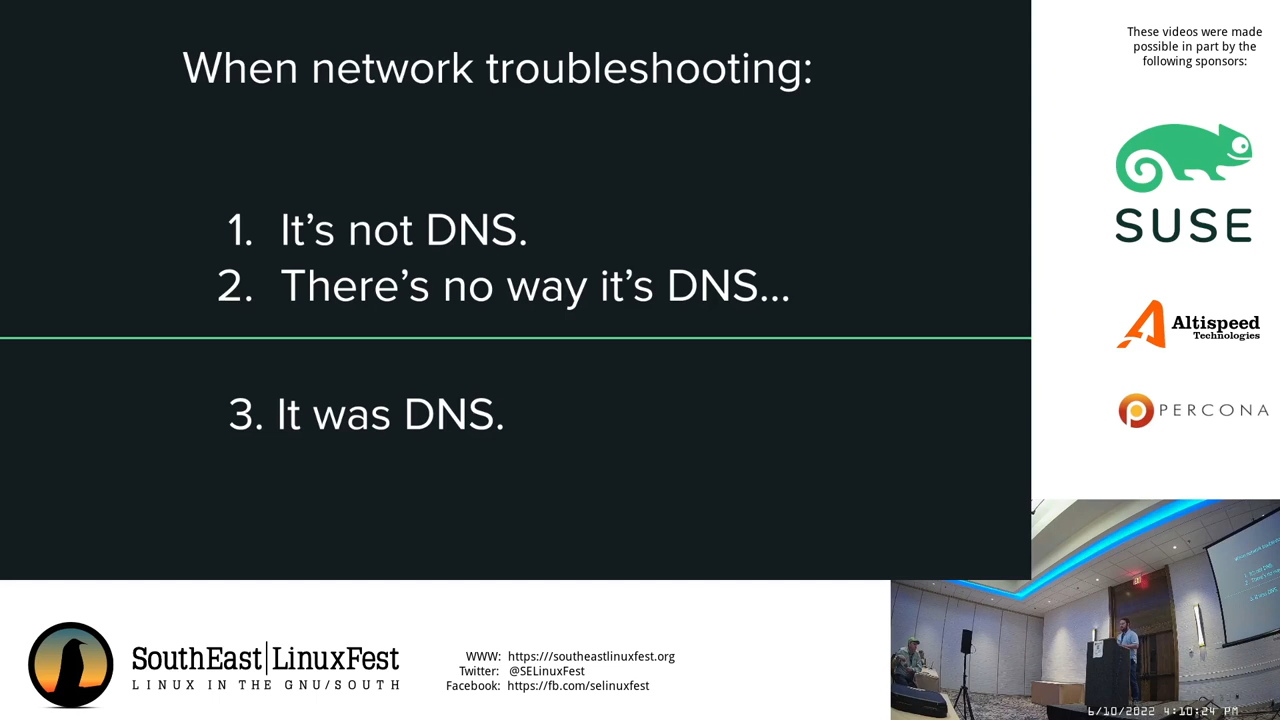 When network troubleshooting:
1. It's not DNS.
2. There's no way it's DNS...
3. It was DNS.
These videos were made
possible in part by the
following sponsors:
SUSE
Altispeed
Technologies
PERCONA
SouthEast|LinuxFest
LINUX IN THE GNU/SOUTH
WWW: https:///southeastlinuxfest.org
Twitter: @SELinuxFest
Facebook: https://fb.com/selinuxfest
6/10/2022 4:10:24 PM